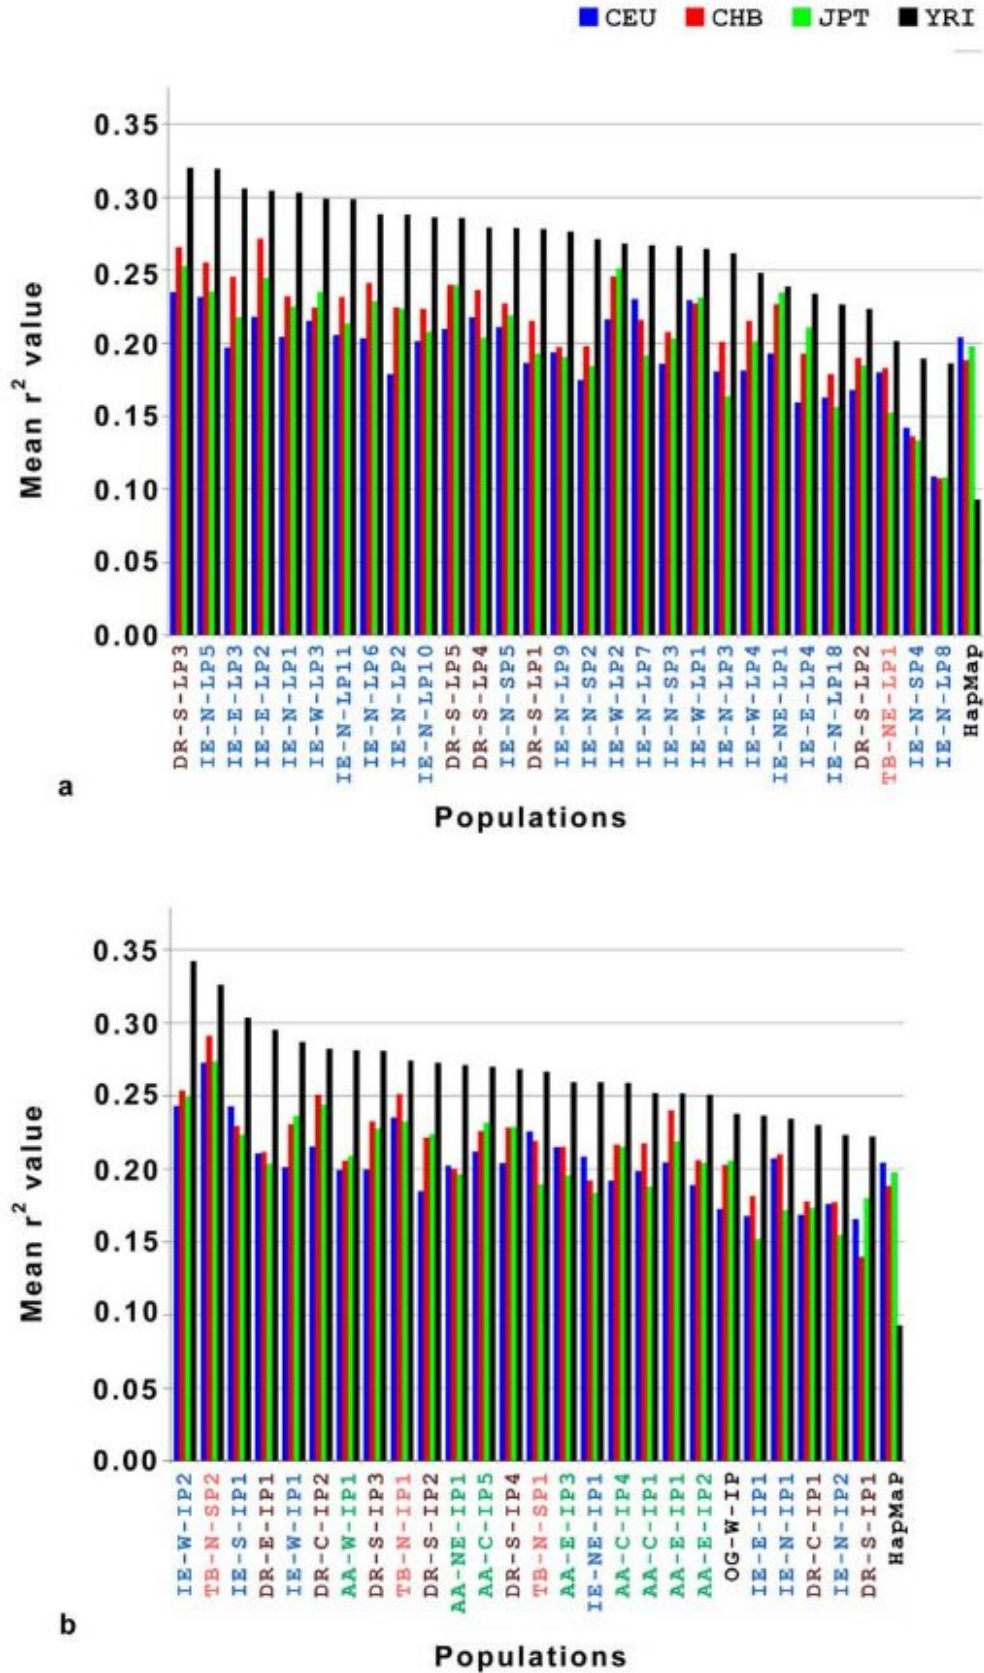 CEU CHB JPT YRI
0.35
0.30
0.25
0.20
0.15
0.10
0.05
0.00
Mean r² value
DR-S-LP3
IE-N-LP5
IE-E-LP3
IE-E-LP2
IE-N-LP1
IE-W-LP3
IE-N-LP11
IE-N-LP6
IE-N-LP2
IE-N-LP10
DR-S-LP5
DR-S-LP4
IE-N-SP5
DR-S-LP1
IE-N-LP9
IE-N-SP2
IE-W-LP2
IE-N-LP7
IE-N-SP3
IE-W-LP1
IE-N-LP3
IE-W-LP4
IE-NE-LP1
IE-E-LP4
IE-N-LP18
DR-S-LP2
TB-NE-LP1
IE-N-SP4
IE-N-LP8
HapMap
a
Populations
0.35
0.30
0.25
0.20
0.15
0.10
0.05
0.00
Mean r² value
IE-W-IP2
TB-N-SP2
IE-S-IP1
DR-E-IP1
IE-W-IP1
DR-C-IP2
AA-W-IP1
DR-S-IP3
TB-N-IP1
DR-S-IP2
AA-NE-IP1
AA-C-IP5
DR-S-IP4
TB-N-SP1
AA-E-IP3
IE-NE-IP1
AA-C-IP4
AA-C-IP1
AA-E-IP1
AA-E-IP2
OG-W-IP
IE-E-IP1
IE-N-IP1
DR-C-IP1
IE-N-IP2
DR-S-IP1
HapMaP
b
Populations